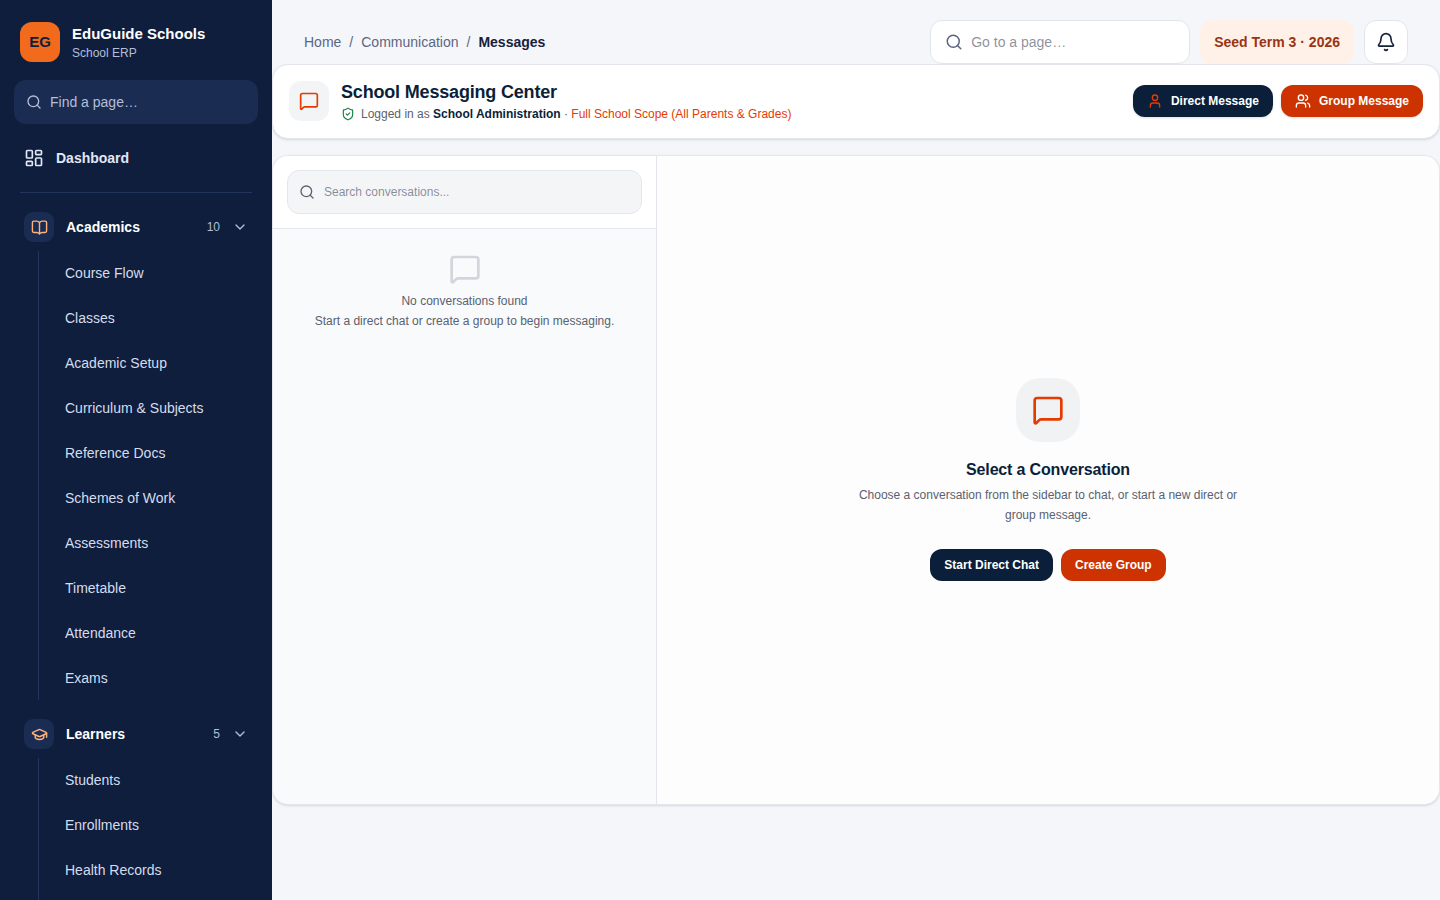 EG
EduGuide Schools
School ERP
Find a page…
Dashboard
Academics 10
Course Flow
Classes
Academic Setup
Curriculum & Subjects
Reference Docs
Schemes of Work
Assessments
Timetable
Attendance
Exams
Learners 5
Students
Enrollments
Health Records
Home / Communication / Messages
Go to a page…
Seed Term 3 · 2026
School Messaging Center
Logged in as School Administration · Full School Scope (All Parents & Grades)
Direct Message
Group Message
Search conversations...
No conversations found
Start a direct chat or create a group to begin messaging.
Select a Conversation
Choose a conversation from the sidebar to chat, or start a new direct or
group message.
Start Direct Chat
Create Group